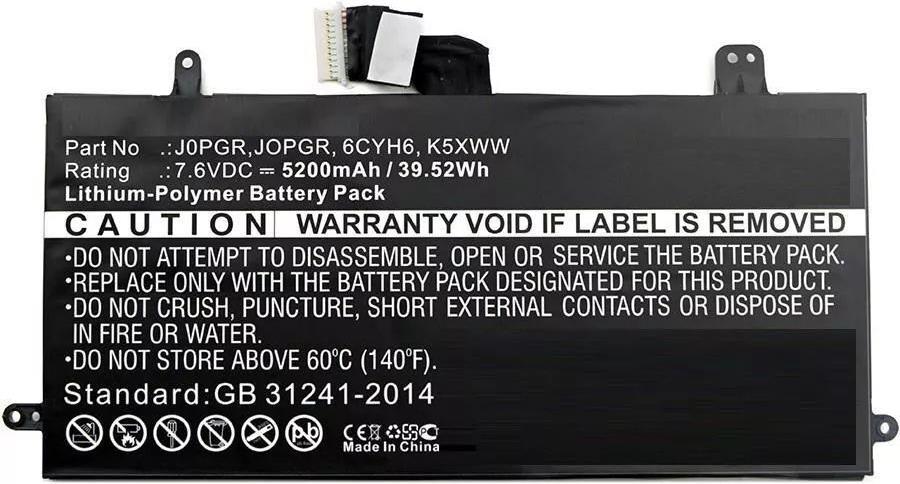 Part No .:J0PGR,JOPGR, 6CYH6, K5XWW
Rating .:7.6VDC⎓ 5200mAh / 39.52Wh
Lithium-Polymer Battery Pack
CAUTION WARRANTY VOID IF LABEL IS REMOVED
•DO NOT ATTEMPT TO DISASSEMBLE, OPEN OR SERVICE THE BATTERY PACK.
•REPLACE ONLY WITH THE BATTERY PACK DESIGNATED FOR THIS PRODUCT.
•DO NOT CRUSH, PUNCTURE, SHORT EXTERNAL CONTACTS OR DISPOSE OF
IN FIRE OR WATER.
•DO NOT STORE ABOVE 60℃ (140℉).
Standard:GB 31241-2014
Pb CE
Made In China